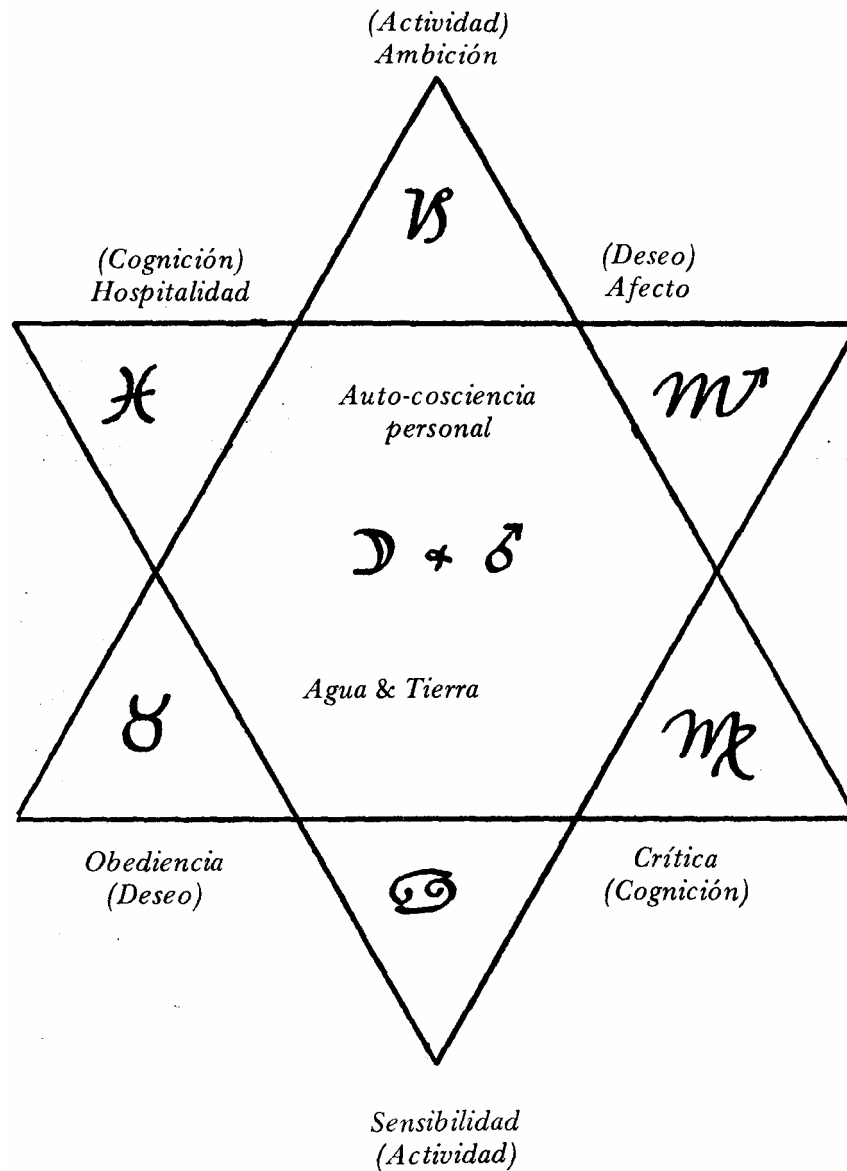 (Actividad)
Ambición
♑
(Cognición)
Hospitalidad
(Deseo)
Afecto
♓
Auto-cosciencia
personal
♏
☽ & ♂
♉
Agua & Tierra
♍
Obediencia
(Deseo)
♋
Crítica
(Cognición)
Sensibilidad
(Actividad)